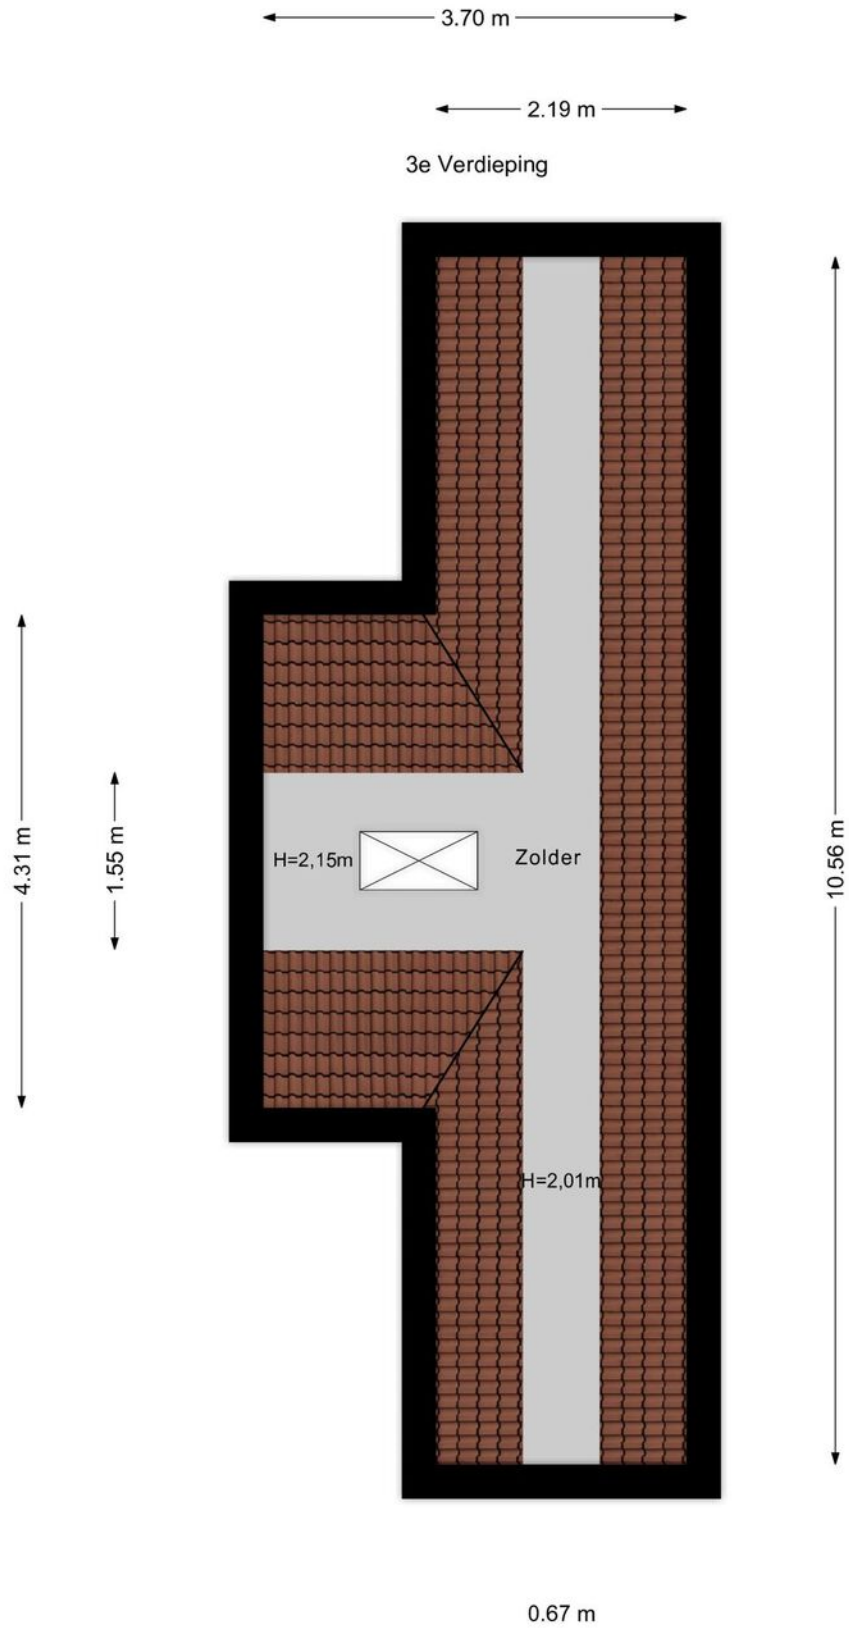 3.70 m
2.19 m
3e Verdieping
4.31 m
1.55 m
10.56 m
H=2,15m
Zolder
H=2,01m
0.67 m